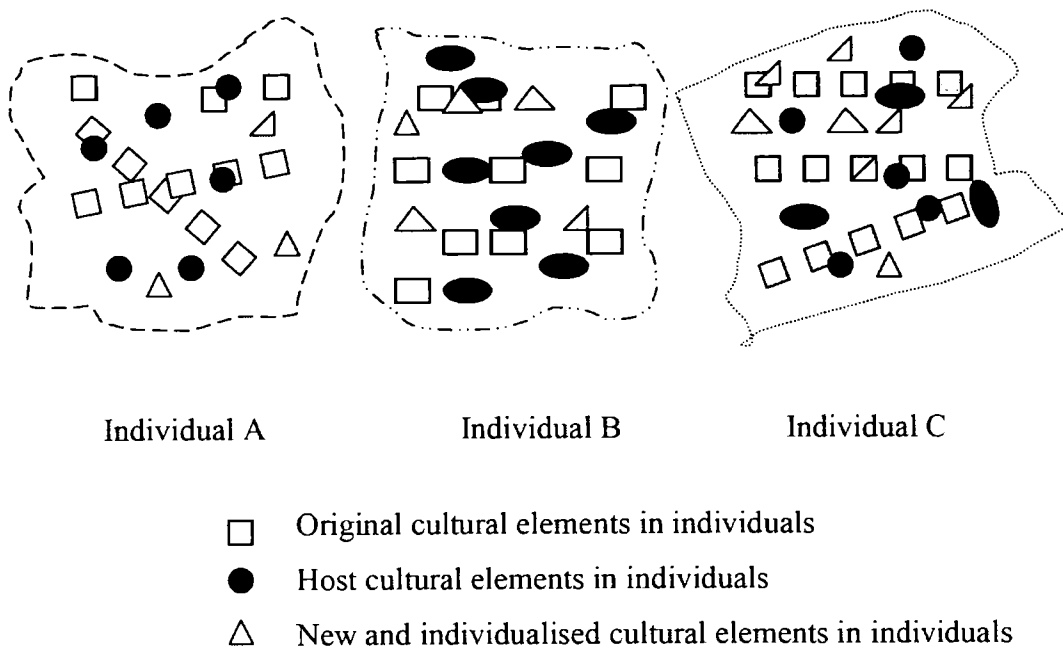 Individual A
Individual B
Individual C
Original cultural elements in individuals
Host cultural elements in individuals
New and individualised cultural elements in individuals